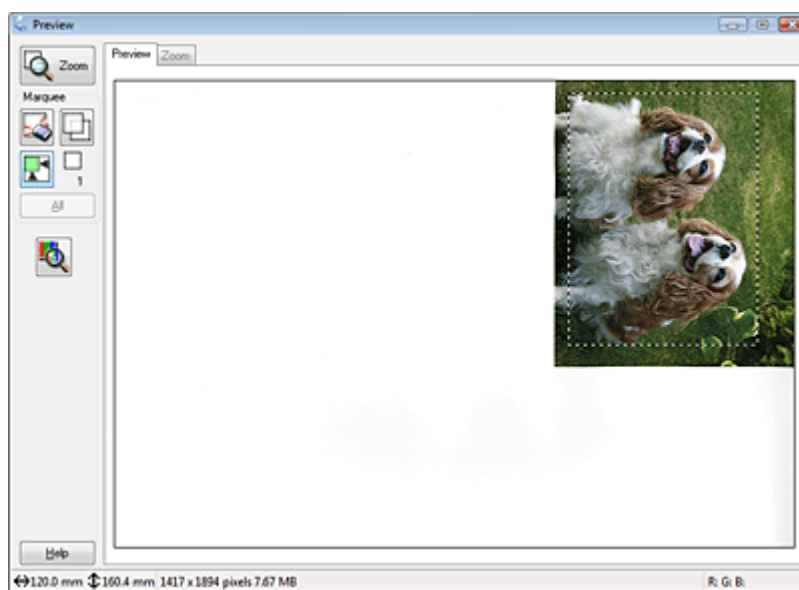 Preview
Zoom
Preview Zoom
Marquee
1
All
Help
120.0 mm 160.4 mm 1417 x 1894 pixels 7.67 MB R: G: B: